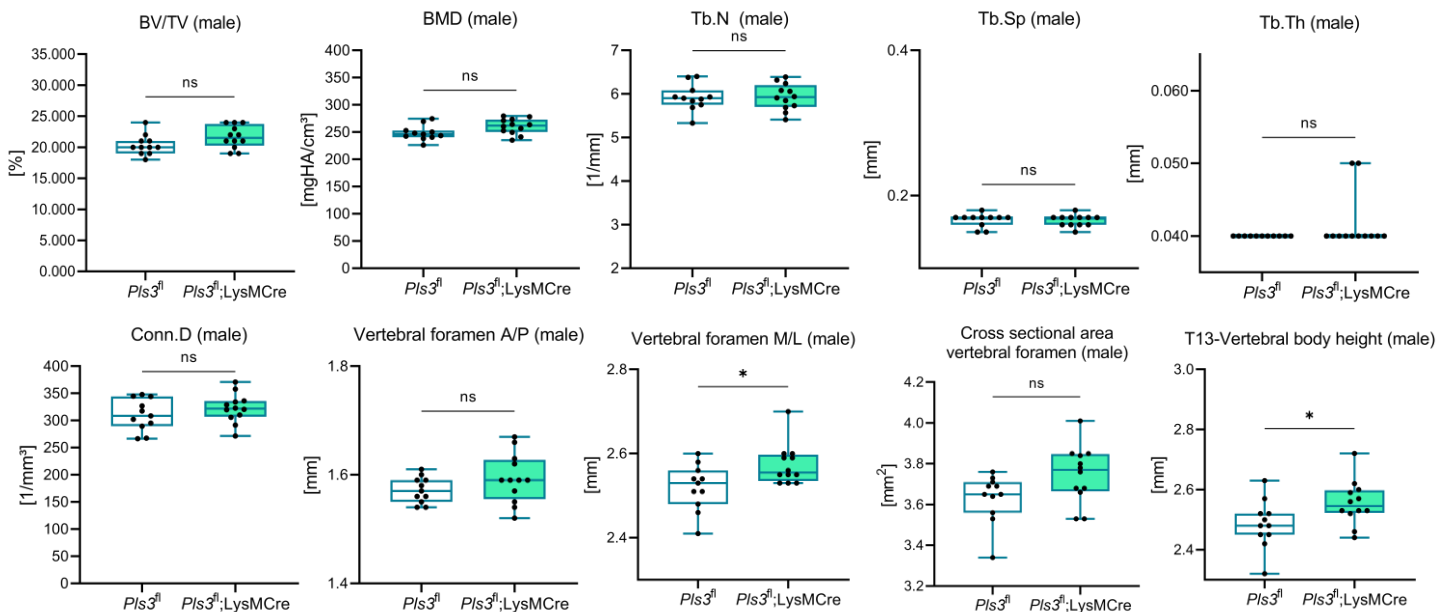 BV/TV (male)
ns
35.000
30.000
25.000
20.000
15.000
10.000
5.000
0.000
[%]
Pls3ᶠˡ
Pls3ᶠˡ;LysMCre
BMD (male)
ns
400
350
300
250
200
150
100
50
0
[mgHA/cm³]
Pls3ᶠˡ
Pls3ᶠˡ;LysMCre
Tb.N (male)
ns
7
6
5
4
3
2
[1/mm]
Pls3ᶠˡ
Pls3ᶠˡ;LysMCre
Tb.Sp (male)
ns
0.4
0.2
[mm]
Pls3ᶠˡ
Pls3ᶠˡ;LysMCre
Tb.Th (male)
ns
0.060
0.050
0.040
[mm]
Pls3ᶠˡ
Pls3ᶠˡ;LysMCre
Conn.D (male)
ns
400
350
300
250
200
150
100
50
0
[1/mm³]
Pls3ᶠˡ
Pls3ᶠˡ;LysMCre
Vertebral foramen A/P (male)
ns
1.8
1.6
1.4
[mm]
Pls3ᶠˡ
Pls3ᶠˡ;LysMCre
Vertebral foramen M/L (male)
*
2.8
2.6
2.4
[mm]
Pls3ᶠˡ
Pls3ᶠˡ;LysMCre
Cross sectional area
vertebral foramen (male)
ns
4.2
4.0
3.8
3.6
3.4
3.2
[mm²]
Pls3ᶠˡ
Pls3ᶠˡ;LysMCre
T13-Vertebral body height (male)
*
3.0
2.8
2.6
2.4
[mm]
Pls3ᶠˡ
Pls3ᶠˡ;LysMCre